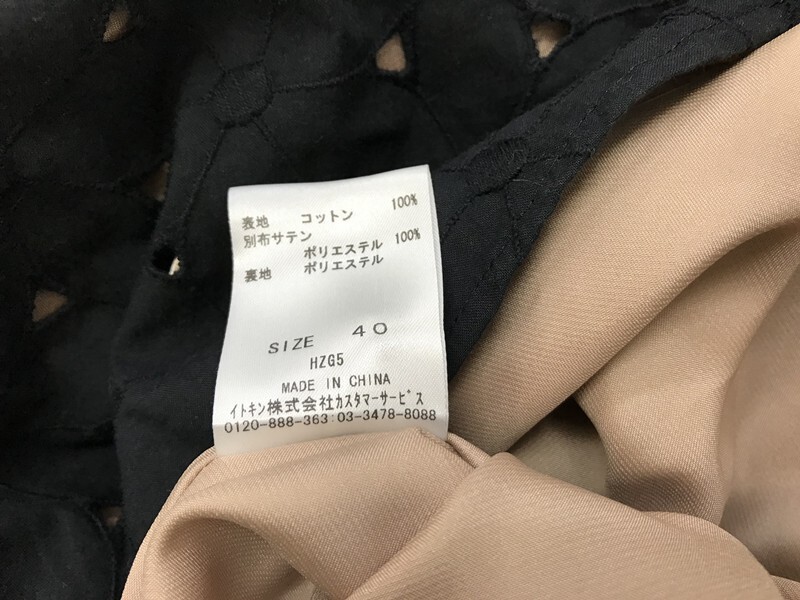 表地 コットン 100%
別布サテン
ポリエステル 100%
裏地 ポリエステル
SIZE 40
HZG5
MADE IN CHINA
イトキン株式会社カスタマーサービス
0120-888-363:03-3478-8088